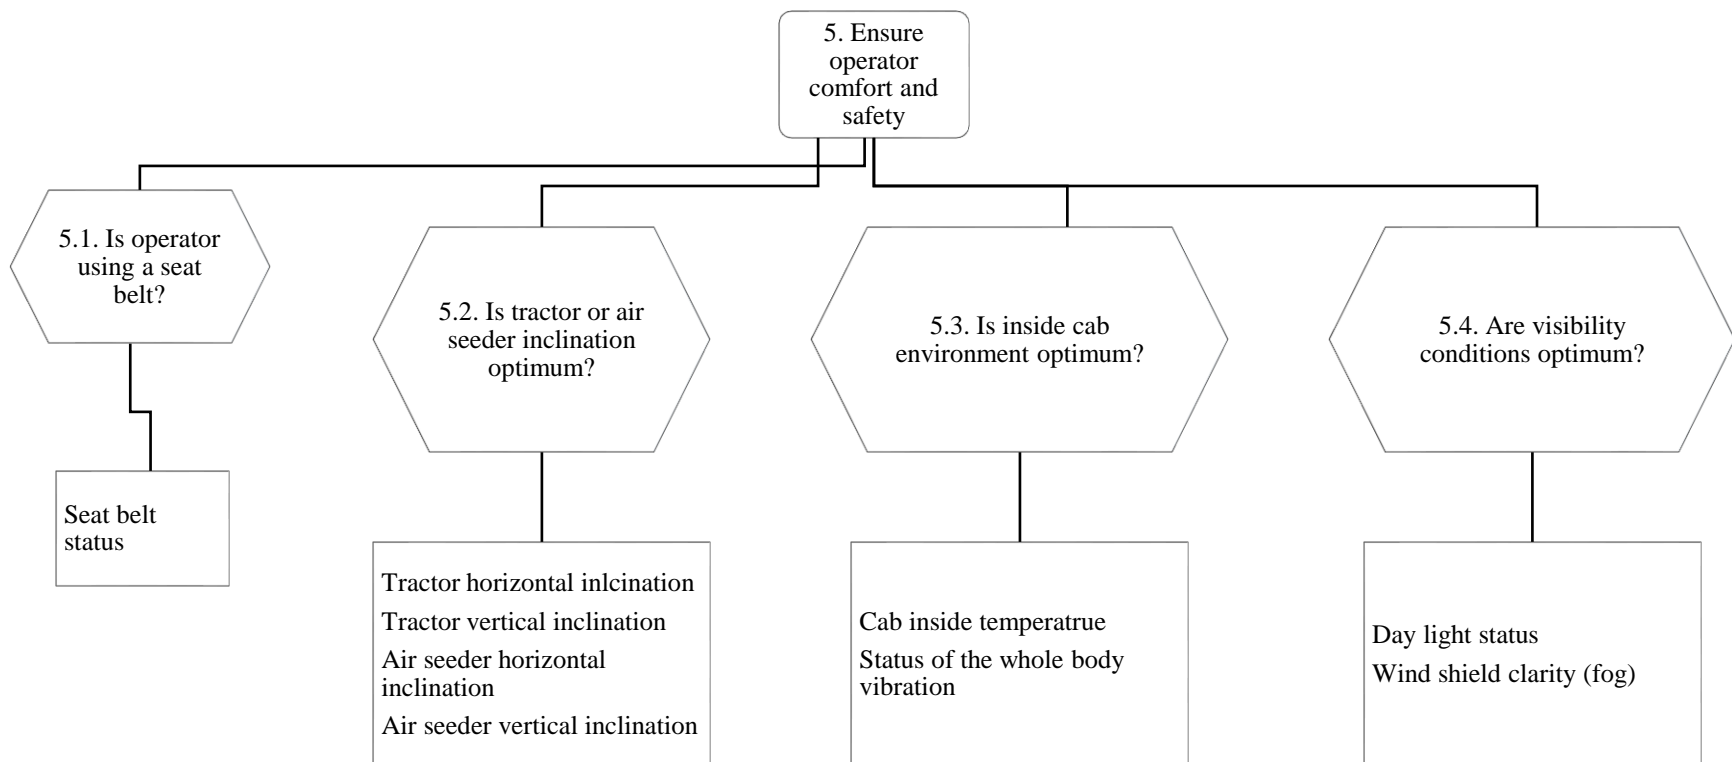 5. Ensure
operator
comfort and
safety
5.1. Is operator
using a seat
belt?
5.2. Is tractor or air
seeder inclination
optimum?
5.3. Is inside cab
environment optimum?
5.4. Are visibility
conditions optimum?
Seat belt
status
Tractor horizontal inlcination
Tractor vertical inclination
Air seeder horizontal
inclination
Air seeder vertical inclination
Cab inside temperatrue
Status of the whole body
vibration
Day light status
Wind shield clarity (fog)